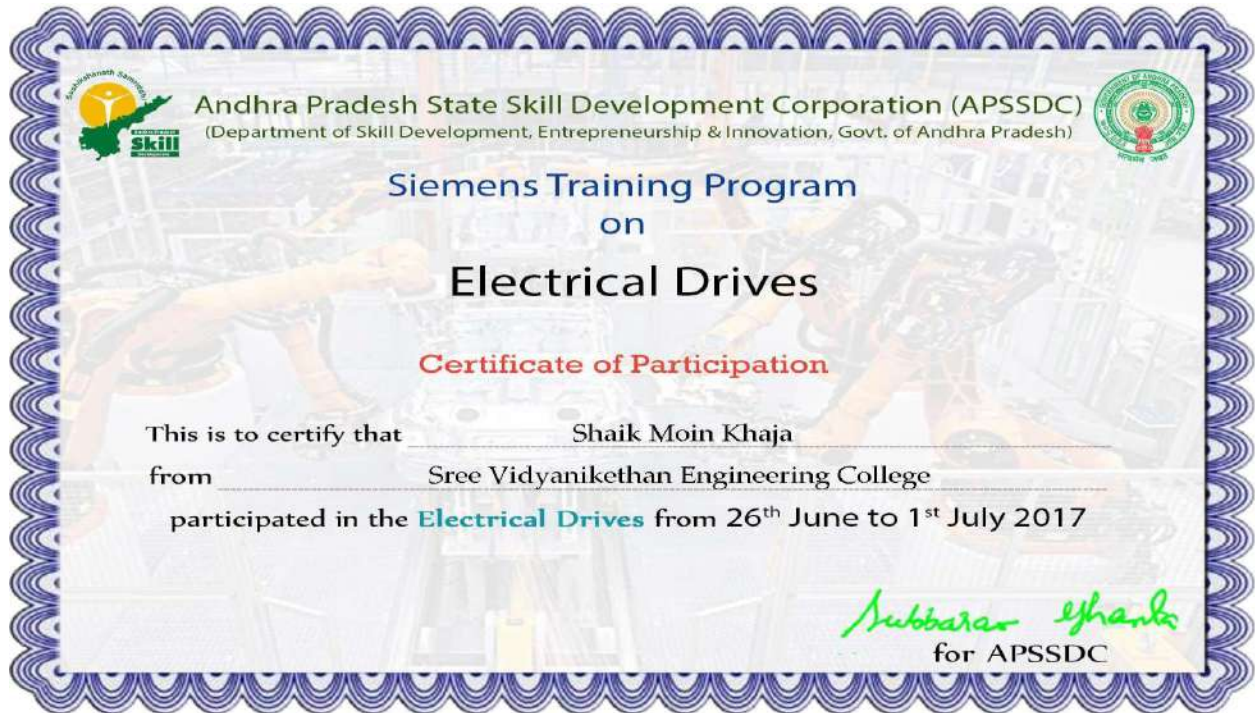 Andhra Pradesh State Skill Development Corporation (APSSDC)
(Department of Skill Development, Entrepreneurship & Innovation, Govt. of Andhra Pradesh)
Skill
Siemens Training Program
on
Electrical Drives
Certificate of Participation
This is to certify that Shaik Moin Khaja
from Sree Vidyanikethan Engineering College
participated in the Electrical Drives from 26th June to 1st July 2017
for APSSDC